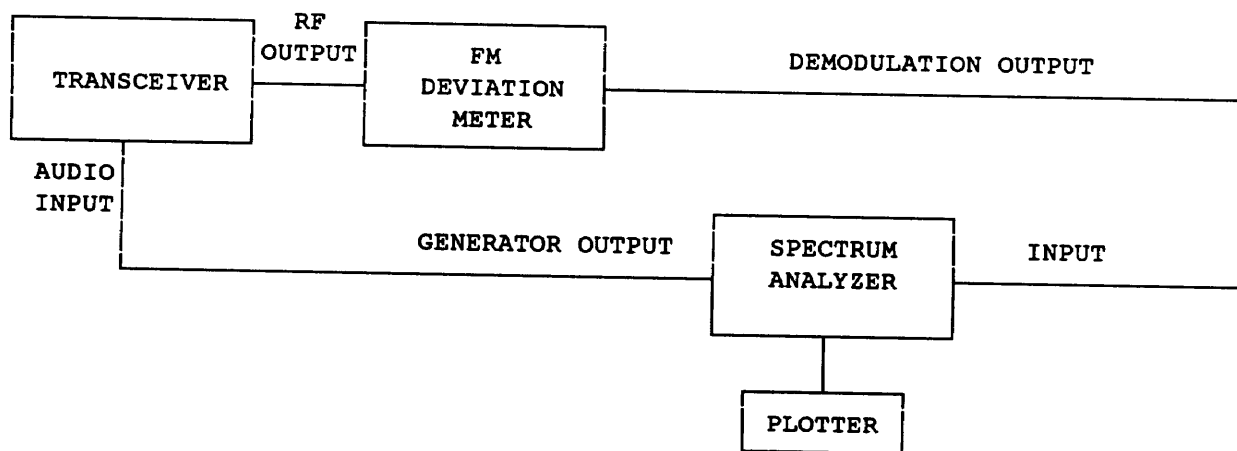 RF
OUTPUT
TRANSCEIVER
FM
DEVIATION
METER
DEMODULATION OUTPUT
AUDIO
INPUT
GENERATOR OUTPUT
SPECTRUM
ANALYZER
INPUT
PLOTTER